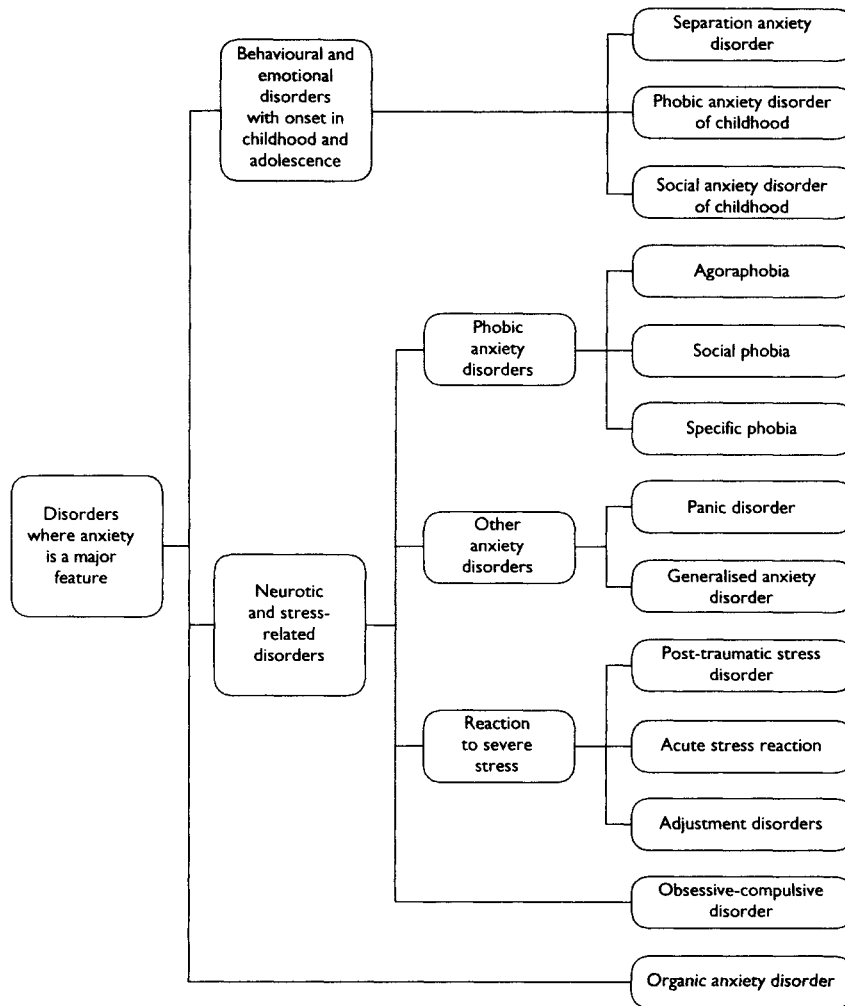 Separation anxiety
disorder
Behavioural and
emotional
disorders
with onset in
childhood and
adolescence
Phobic anxiety disorder
of childhood
Social anxiety disorder
of childhood
Agoraphobia
Phobic
anxiety
disorders
Social phobia
Specific phobia
Disorders
where anxiety
is a major
feature
Panic disorder
Other
anxiety
disorders
Generalised anxiety
disorder
Neurotic
and stress-
related
disorders
Post-traumatic stress
disorder
Reaction
to severe
stress
Acute stress reaction
Adjustment disorders
Obsessive-compulsive
disorder
Organic anxiety disorder